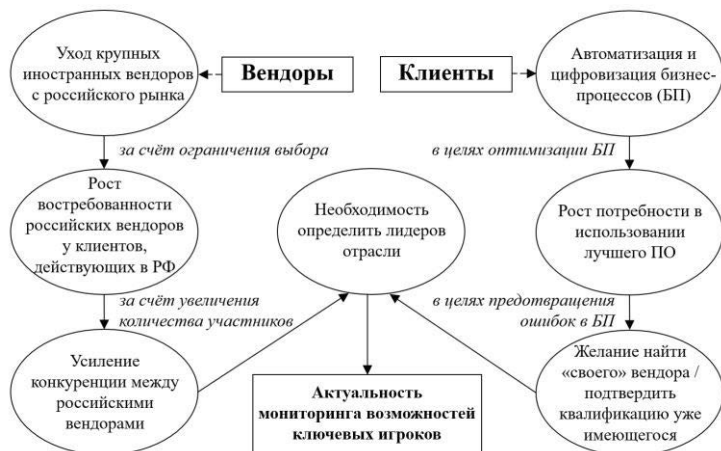 Уход крупных
иностранных вендоров
с российского рынка
Вендоры
Клиенты
Автоматизация и
цифровизация бизнес-
процессов (БП)
за счёт ограничения выбора
в целях оптимизации БП
Рост
востребованности
российских вендоров
у клиентов,
действующих в РФ
Необходимость
определить лидеров
отрасли
Рост потребности в
использовании
лучшего ПО
за счёт увеличения
количества участников
в целях предотвращения
ошибок в БП
Усиление
конкуренции между
российскими
вендорами
Актуальность
мониторинга возможностей
ключевых игроков
Желание найти
«своего» вендора /
подтвердить
квалификацию уже
имеющегося